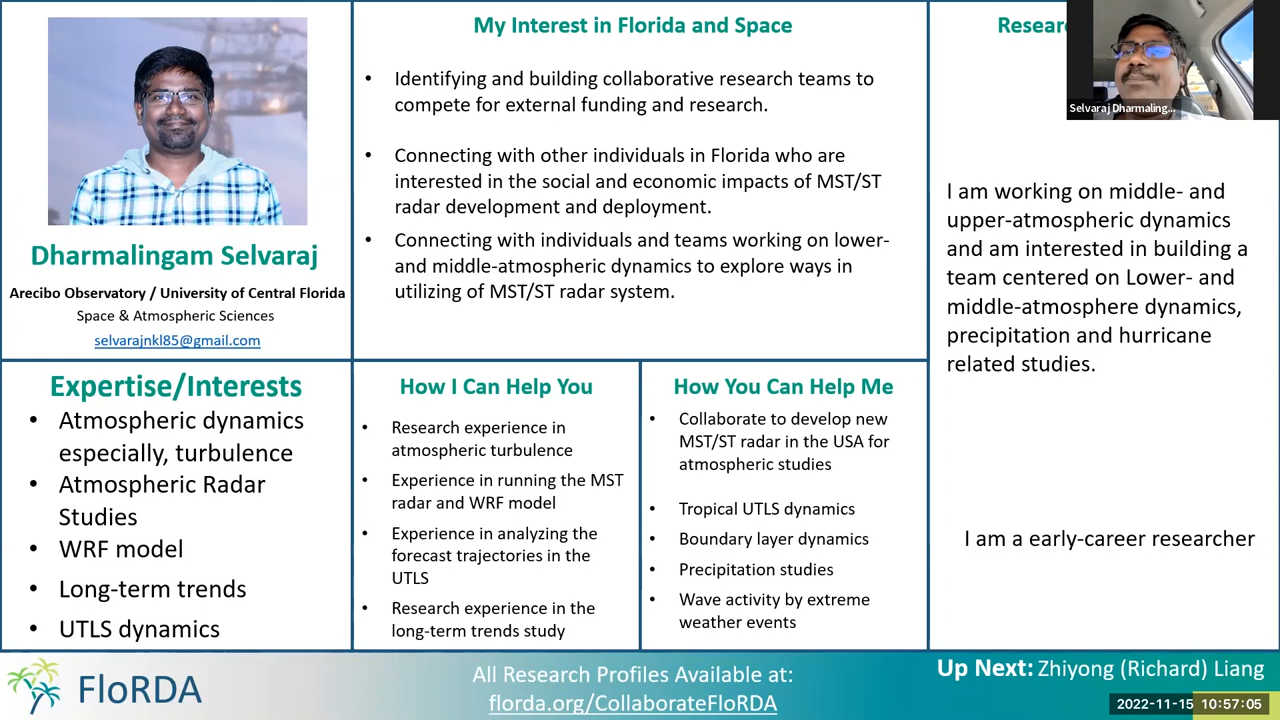 Dharmalingam Selvaraj
Arecibo Observatory / University of Central Florida
Space & Atmospheric Sciences
selvarajnkl85@gmail.com
My Interest in Florida and Space
• Identifying and building collaborative research teams to
compete for external funding and research.
• Connecting with other individuals in Florida who are
interested in the social and economic impacts of MST/ST
radar development and deployment.
• Connecting with individuals and teams working on lower-
and middle-atmospheric dynamics to explore ways in
utilizing of MST/ST radar system.
Selvaraj Dharmaling...
I am working on middle- and
upper-atmospheric dynamics
and am interested in building a
team centered on Lower- and
middle-atmosphere dynamics,
precipitation and hurricane
related studies.
I am a early-career researcher
Expertise/Interests
• Atmospheric dynamics
especially, turbulence
• Atmospheric Radar
Studies
• WRF model
• Long-term trends
• UTLS dynamics
How I Can Help You
• Research experience in
atmospheric turbulence
• Experience in running the MST
radar and WRF model
• Experience in analyzing the
forecast trajectories in the
UTLS
• Research experience in the
long-term trends study
How You Can Help Me
• Collaborate to develop new
MST/ST radar in the USA for
atmospheric studies
• Tropical UTLS dynamics
• Boundary layer dynamics
• Precipitation studies
• Wave activity by extreme
weather events
FloRDA
All Research Profiles Available at:
florda.org/CollaborateFloRDA
Up Next: Zhiyong (Richard) Liang
2022-11-15 10:57:05